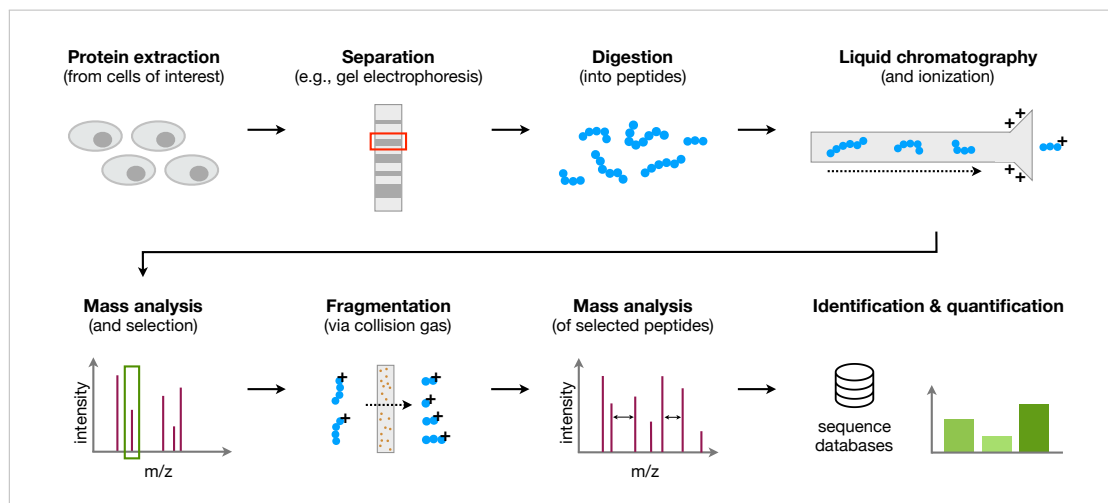 Protein extraction
(from cells of interest)
Separation
(e.g., gel electrophoresis)
Digestion
(into peptides)
Liquid chromatography
(and ionization)
+
+
+
+
+
Mass analysis
(and selection)
intensity
m/z
Fragmentation
(via collision gas)
+
+
+
+
+
+
Mass analysis
(of selected peptides)
intensity
m/z
Identification & quantification
sequence
databases